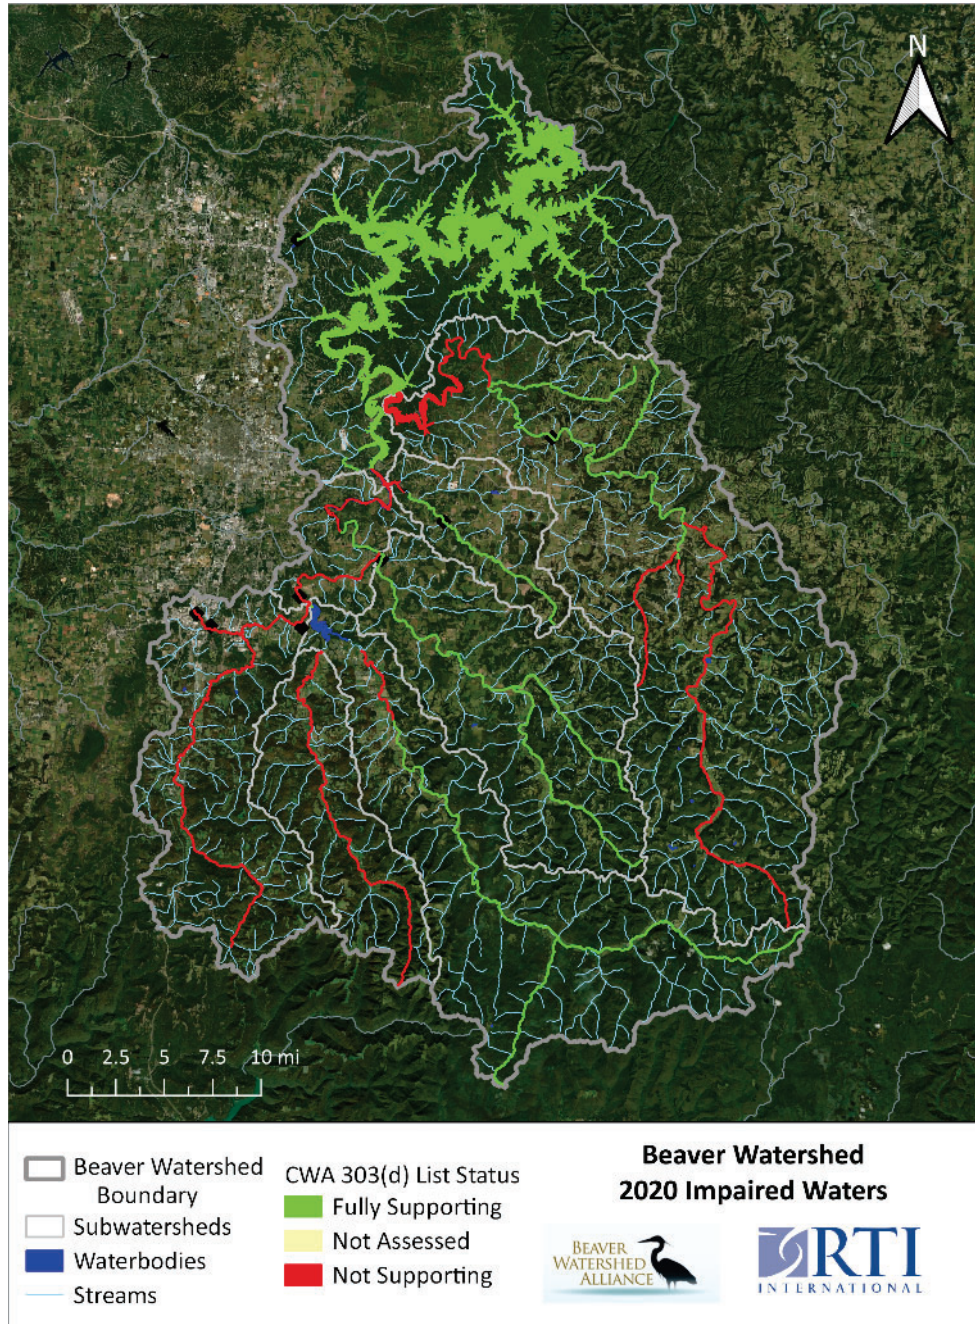 N
0 2.5 5 7.5 10 mi
Beaver Watershed
Boundary
Subwatersheds
Waterbodies
Streams
CWA 303(d) List Status
Fully Supporting
Not Assessed
Not Supporting
Beaver Watershed
2020 Impaired Waters
BEAVER
WATERSHED
ALLIANCE
RTI
INTERNATIONAL